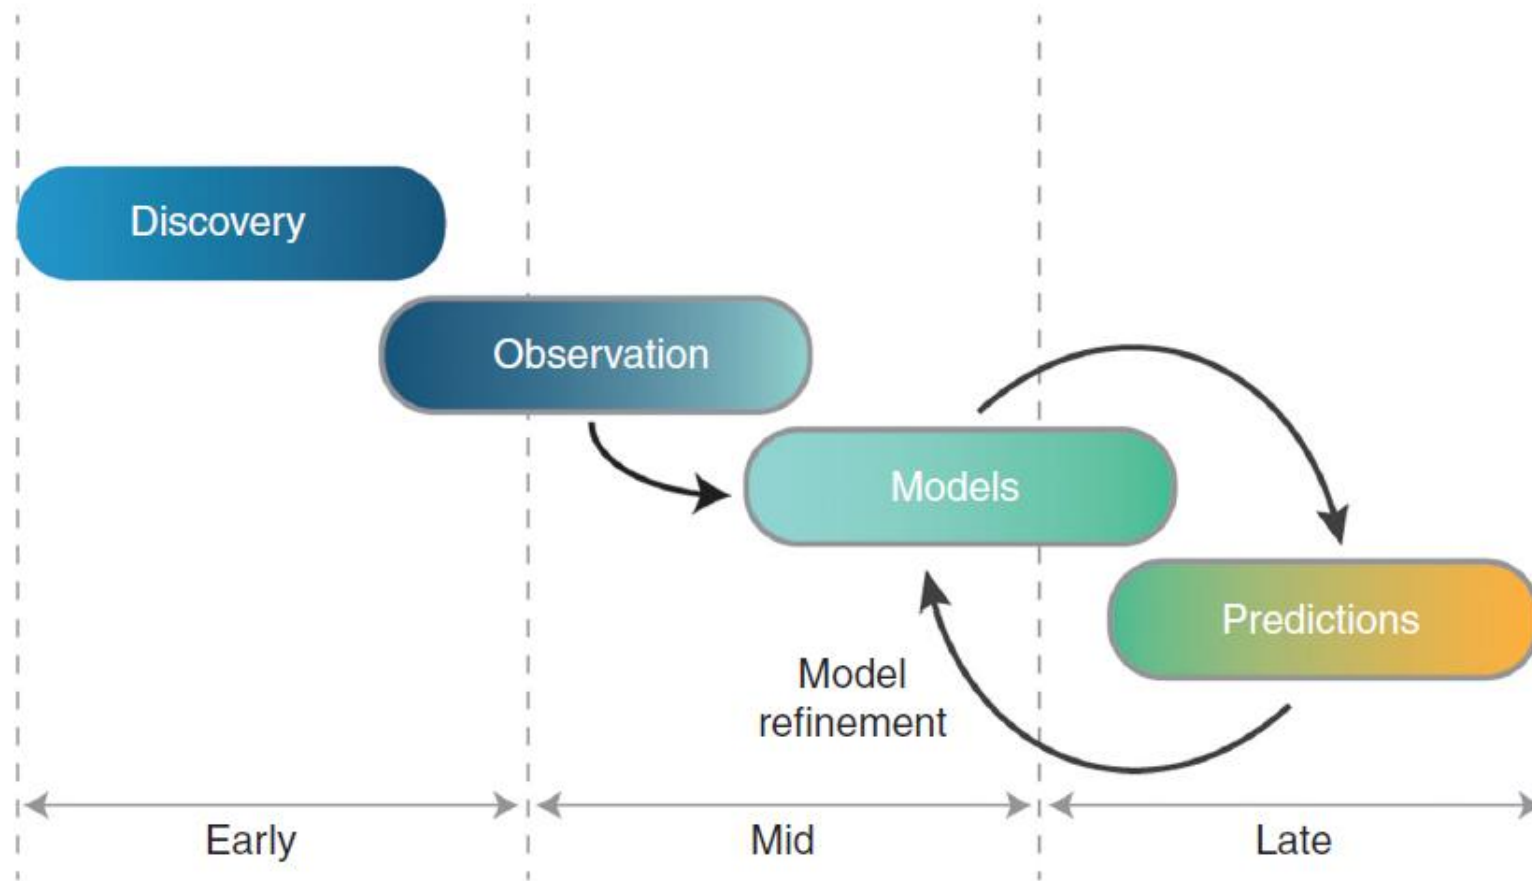 Discovery
Observation
Models
Predictions
Model
refinement
Early
Mid
Late